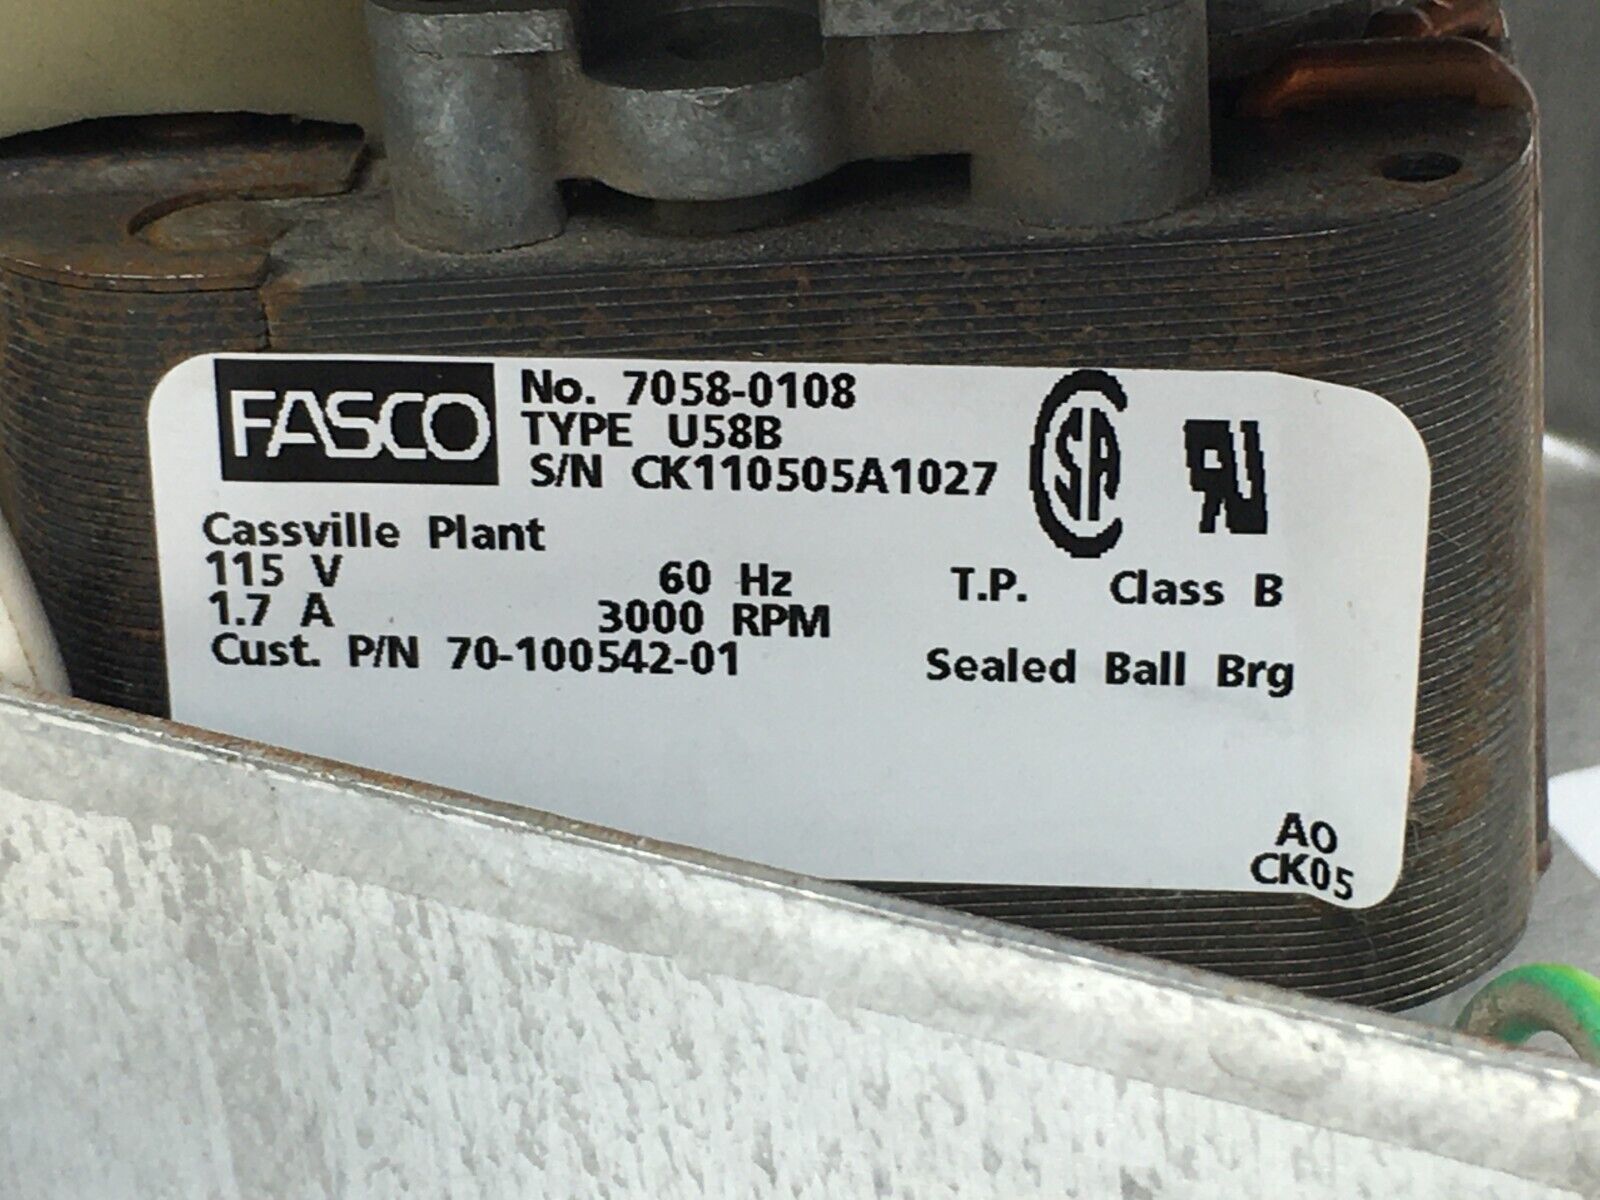 FASCO
No. 7058-0108
TYPE U58B
S/N CK110505A1027
Cassville Plant
115 V 60 Hz T.P. Class B
1.7 A 3000 RPM
Cust. P/N 70-100542-01 Sealed Ball Brg
AO
CK05